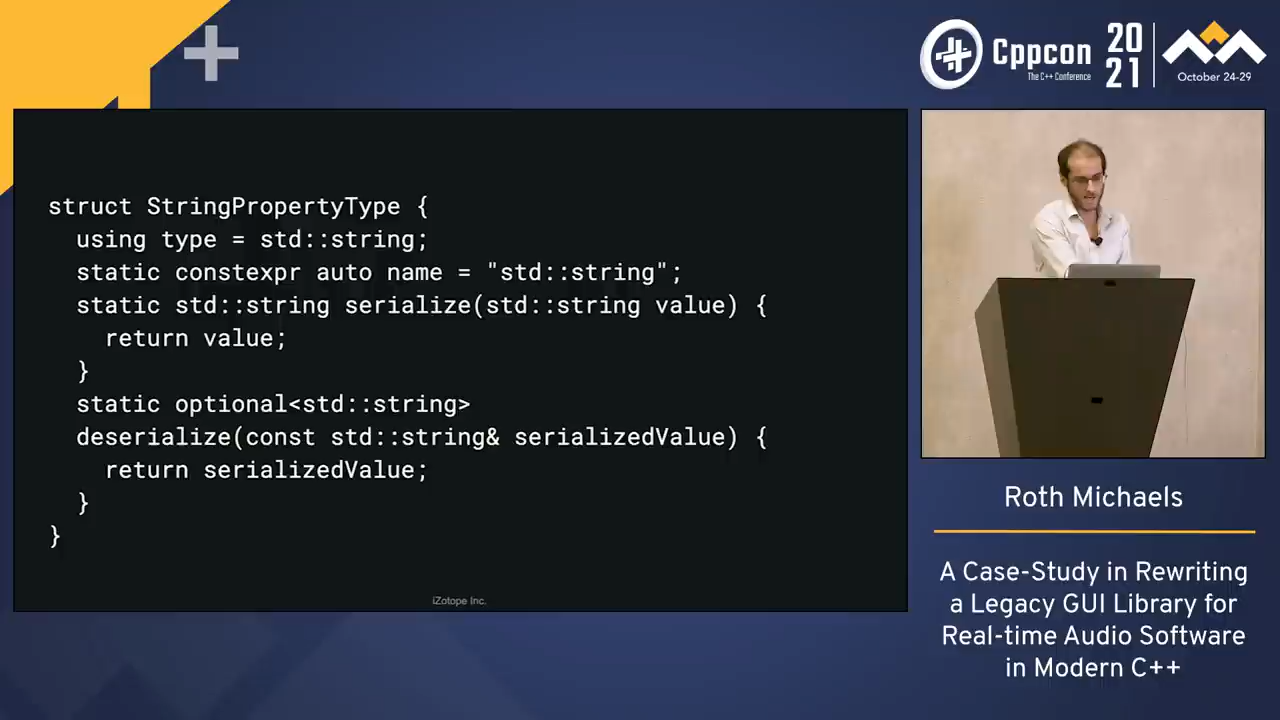 Cppcon
The C++ Conference
20
21
October 24-29
struct StringPropertyType {
  using type = std::string;
  static constexpr auto name = "std::string";
  static std::string serialize(std::string value) {
    return value;
  }
  static optional<std::string>
  deserialize(const std::string& serializedValue) {
    return serializedValue;
  }
}
iZotope Inc.
Roth Michaels
A Case-Study in Rewriting
a Legacy GUI Library for
Real-time Audio Software
in Modern C++